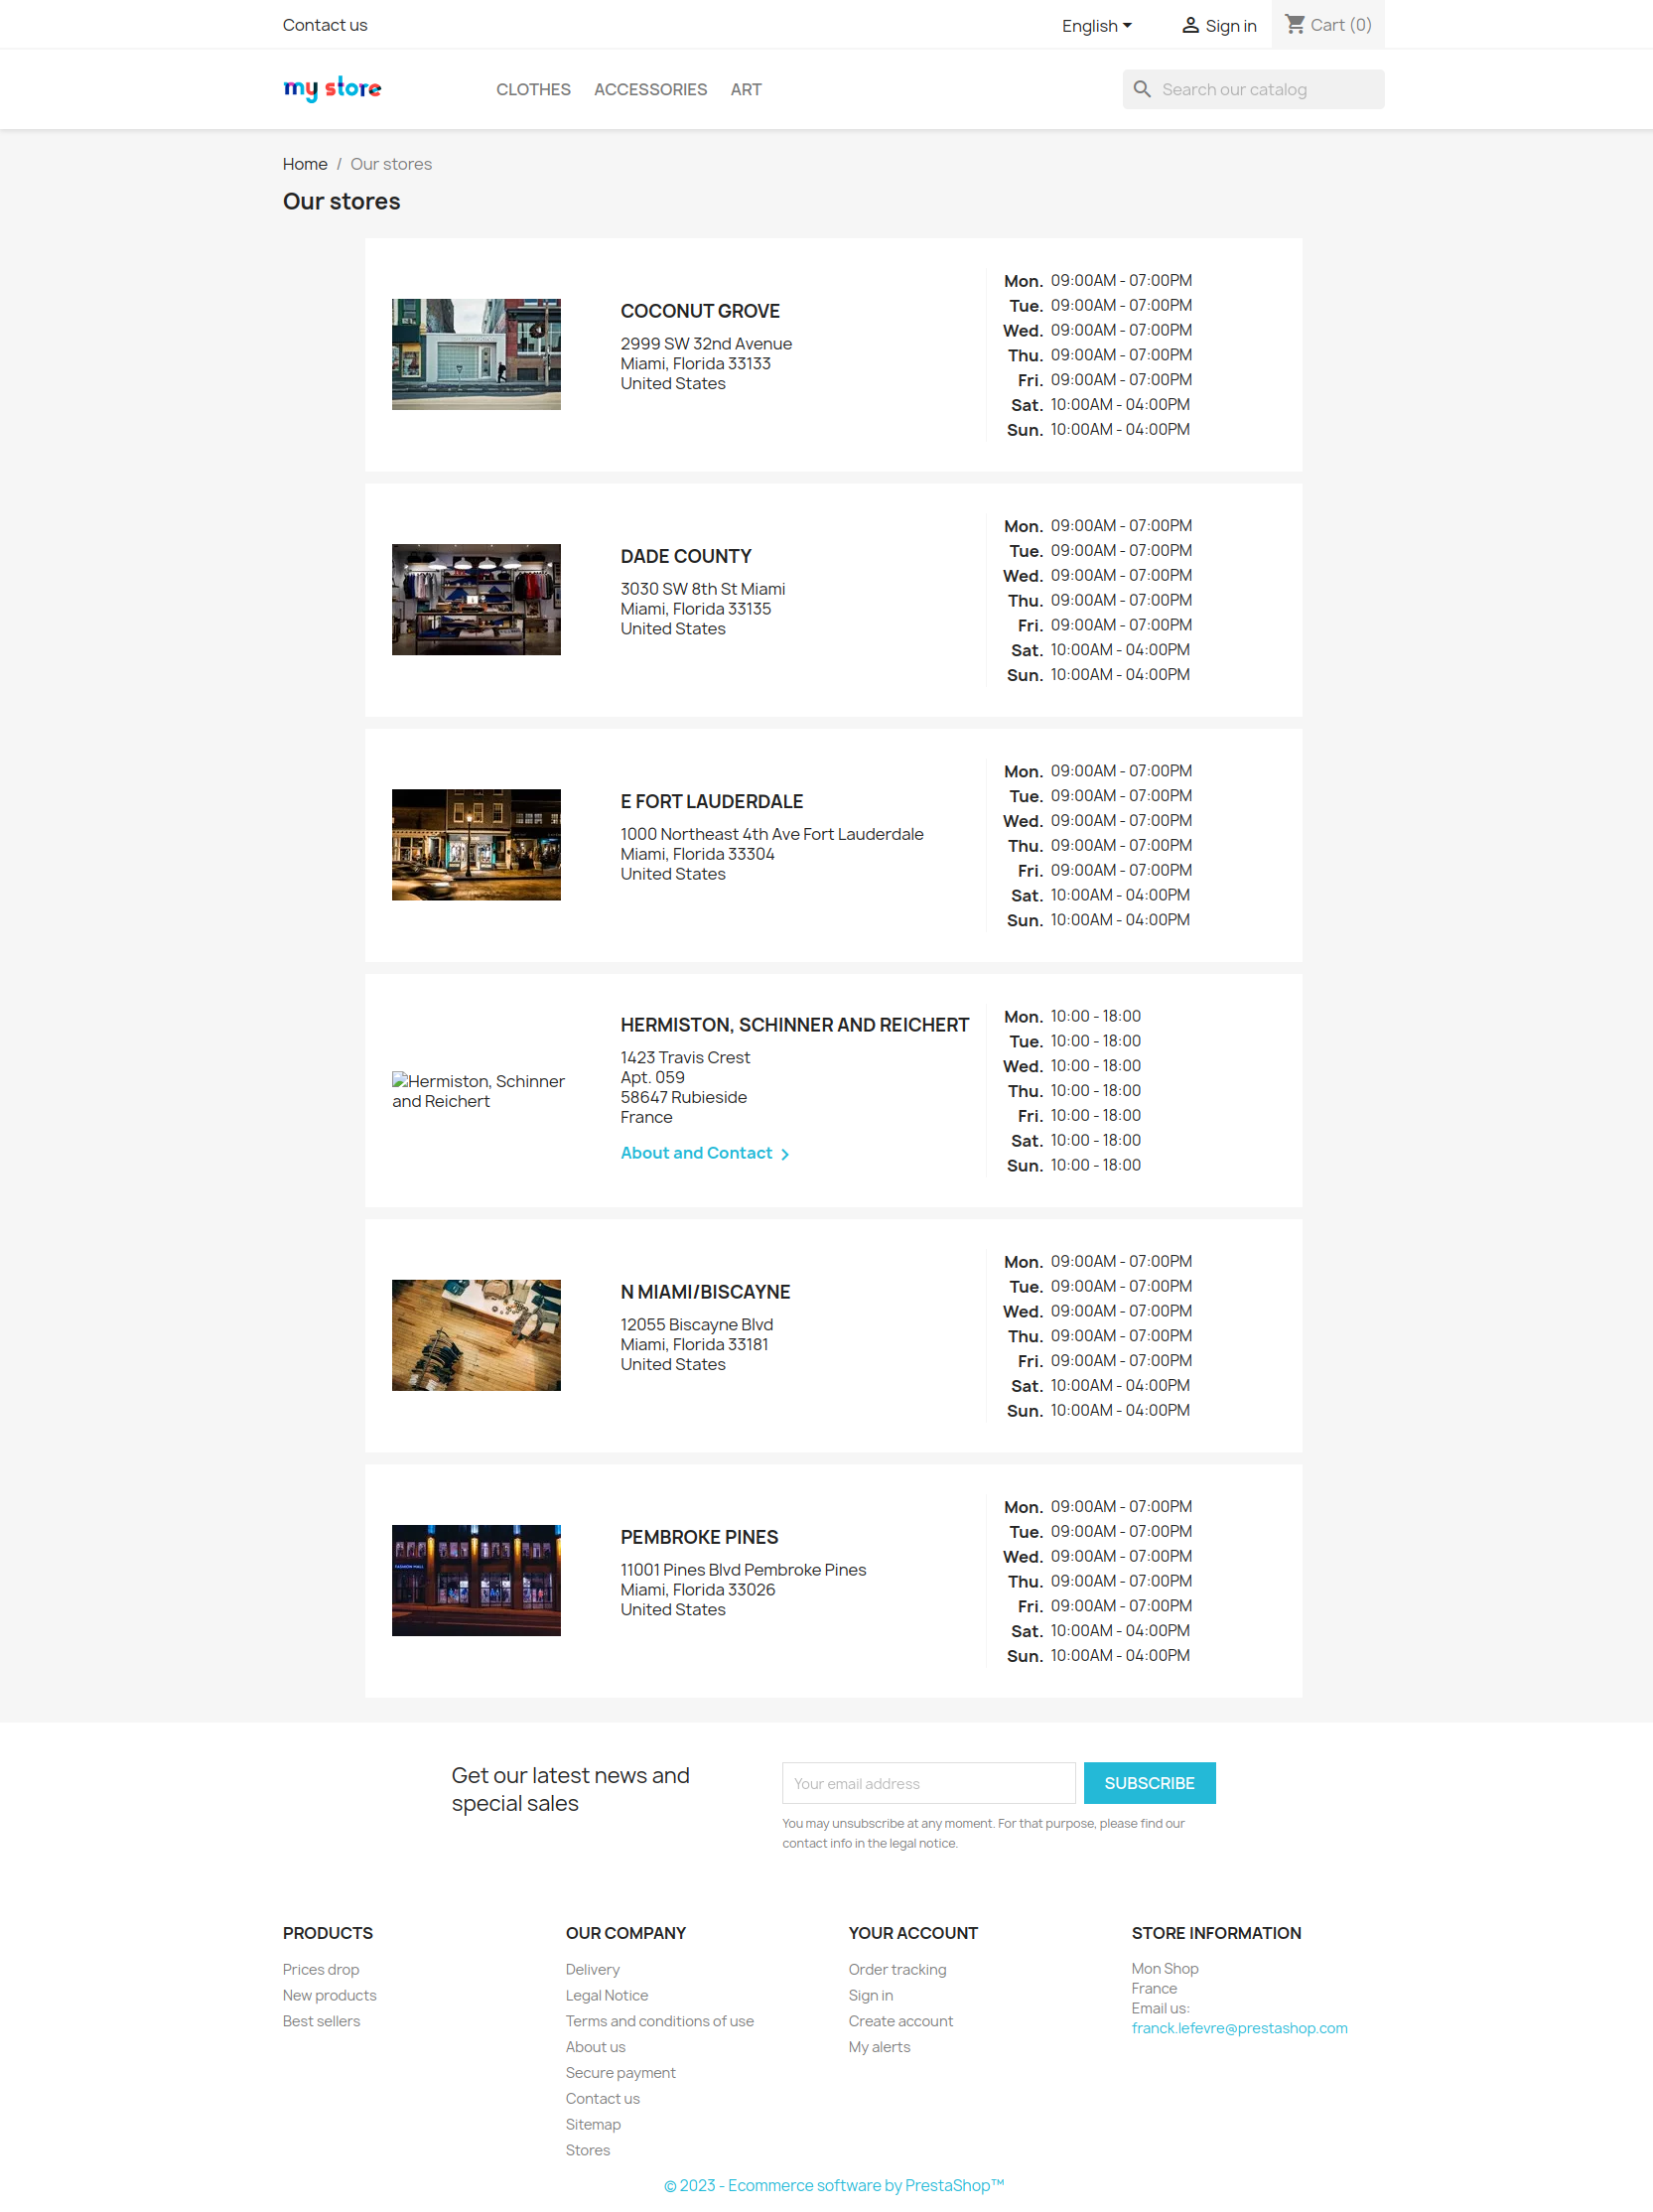 Contact us
English
Sign in
Cart (0)
my store
CLOTHES ACCESSORIES ART
Search our catalog
Home / Our stores
Our stores
COCONUT GROVE
2999 SW 32nd Avenue
Miami, Florida 33133
United States
Mon. 09:00AM - 07:00PM
Tue. 09:00AM - 07:00PM
Wed. 09:00AM - 07:00PM
Thu. 09:00AM - 07:00PM
Fri. 09:00AM - 07:00PM
Sat. 10:00AM - 04:00PM
Sun. 10:00AM - 04:00PM
DADE COUNTY
3030 SW 8th St Miami
Miami, Florida 33135
United States
Mon. 09:00AM - 07:00PM
Tue. 09:00AM - 07:00PM
Wed. 09:00AM - 07:00PM
Thu. 09:00AM - 07:00PM
Fri. 09:00AM - 07:00PM
Sat. 10:00AM - 04:00PM
Sun. 10:00AM - 04:00PM
E FORT LAUDERDALE
1000 Northeast 4th Ave Fort Lauderdale
Miami, Florida 33304
United States
Mon. 09:00AM - 07:00PM
Tue. 09:00AM - 07:00PM
Wed. 09:00AM - 07:00PM
Thu. 09:00AM - 07:00PM
Fri. 09:00AM - 07:00PM
Sat. 10:00AM - 04:00PM
Sun. 10:00AM - 04:00PM
Hermiston, Schinner
and Reichert
HERMISTON, SCHINNER AND REICHERT
1423 Travis Crest
Apt. 059
58647 Rubieside
France
About and Contact
Mon. 10:00 - 18:00
Tue. 10:00 - 18:00
Wed. 10:00 - 18:00
Thu. 10:00 - 18:00
Fri. 10:00 - 18:00
Sat. 10:00 - 18:00
Sun. 10:00 - 18:00
N MIAMI/BISCAYNE
12055 Biscayne Blvd
Miami, Florida 33181
United States
Mon. 09:00AM - 07:00PM
Tue. 09:00AM - 07:00PM
Wed. 09:00AM - 07:00PM
Thu. 09:00AM - 07:00PM
Fri. 09:00AM - 07:00PM
Sat. 10:00AM - 04:00PM
Sun. 10:00AM - 04:00PM
FASHION MALL
PEMBROKE PINES
11001 Pines Blvd Pembroke Pines
Miami, Florida 33026
United States
Mon. 09:00AM - 07:00PM
Tue. 09:00AM - 07:00PM
Wed. 09:00AM - 07:00PM
Thu. 09:00AM - 07:00PM
Fri. 09:00AM - 07:00PM
Sat. 10:00AM - 04:00PM
Sun. 10:00AM - 04:00PM
Get our latest news and
special sales
Your email address
SUBSCRIBE
You may unsubscribe at any moment. For that purpose, please find our
contact info in the legal notice.
PRODUCTS
Prices drop
New products
Best sellers
OUR COMPANY
Delivery
Legal Notice
Terms and conditions of use
About us
Secure payment
Contact us
Sitemap
Stores
YOUR ACCOUNT
Order tracking
Sign in
Create account
My alerts
STORE INFORMATION
Mon Shop
France
Email us:
franck.lefevre@prestashop.com
© 2023 - Ecommerce software by PrestaShop™